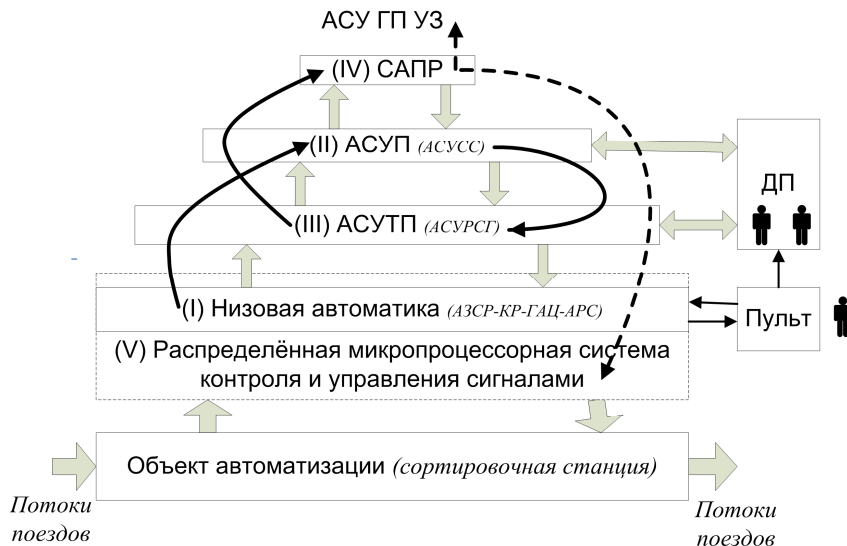 АСУ ГП УЗ
(IV) САПР
(II) АСУП (АСУСС)
ДП
(III) АСУТП (АСУРСГ)
(I) Низовая автоматика (АЗСР-КР-ГАЦ-АРС)
Пульт
(V) Распределённая микропроцессорная система
контроля и управления сигналами
Объект автоматизации (сортировочная станция)
Потоки
поездов
Потоки
поездов